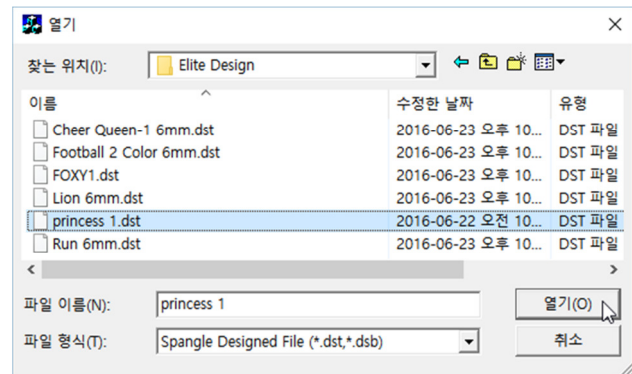 열기
찾는 위치(I): Elite Design
이름 수정한 날짜 유형
Cheer Queen-1 6mm.dst 2016-06-23 오후 10... DST 파일
Football 2 Color 6mm.dst 2016-06-23 오후 10... DST 파일
FOXY1.dst 2016-06-23 오후 10... DST 파일
Lion 6mm.dst 2016-06-23 오후 10... DST 파일
princess 1.dst 2016-06-22 오전 10... DST 파일
Run 6mm.dst 2016-06-23 오후 10... DST 파일
파일 이름(N): princess 1 열기(O)
파일 형식(T): Spangle Designed File (*.dst,*.dsb) 취소